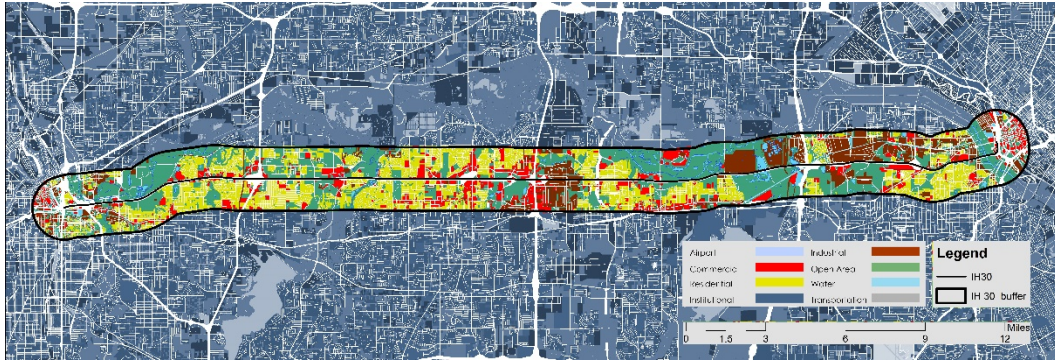 Legend
Airport Industrial
Commercial Open Area IH30
Residential Water IH 30 buffer
Institutional Transportation
Miles
0 1.5 3 6 9 12